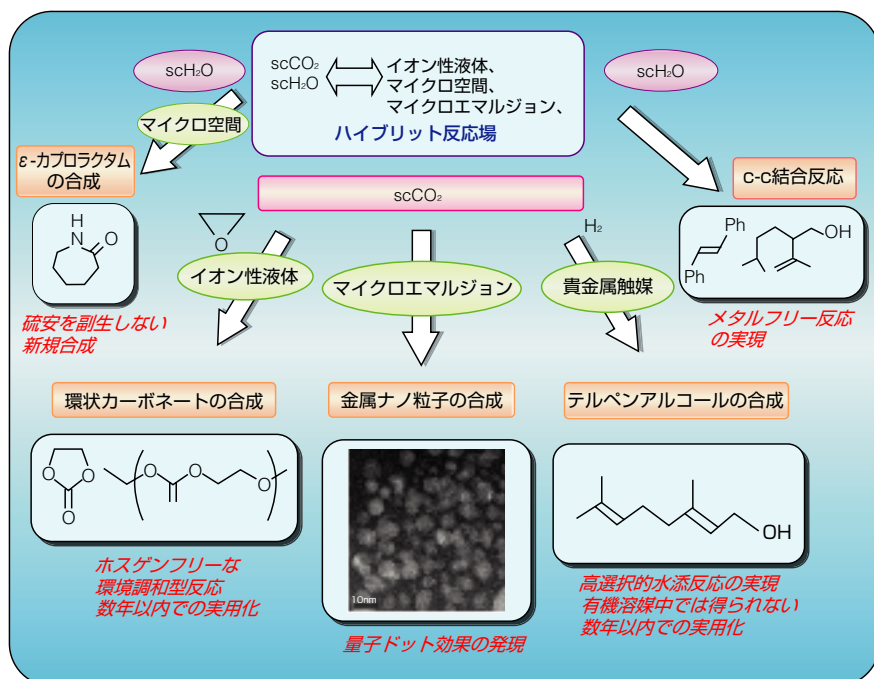 scH₂O
scCO₂
scH₂O
イオン性液体、
マイクロ空間、
マイクロエマルジョン、
ハイブリット反応場
scH₂O
マイクロ空間
ε-カプロラクタム
の合成
H
N
O
硫安を副生しない
新規合成
scCO₂
O
イオン性液体
マイクロエマルジョン
H₂
貴金属触媒
c-c結合反応
Ph
Ph
OH
メタルフリー反応
の実現
環状カーボネートの合成
O
O
O
O
O
O
ホスゲンフリーな
環境調和型反応
数年以内での実用化
金属ナノ粒子の合成
10nm
量子ドット効果の発現
テルペンアルコールの合成
OH
高選択的水添反応の実現
有機溶媒中では得られない
数年以内での実用化